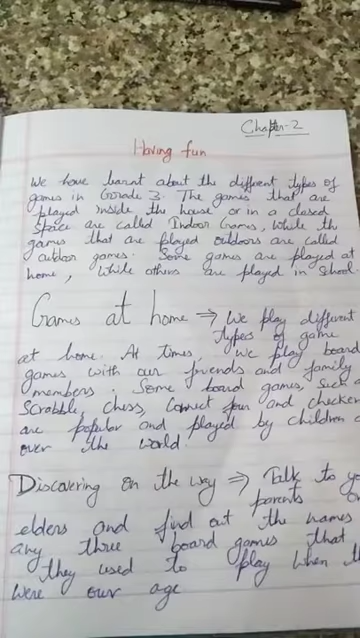 Chapter-2
Having fun
We have learnt about the different types of
games in Grade 3. The games that are
played inside the house or in a closed
space are called Indoor Games, while the
games that are played outdoors are called
outdoor games. Some games are played at
home, while others are played in school.
Games at home → We play different
types of game
at home. At times, we play board
games with our friends and family
members. Some board games, such
Scrabble, chess, Connect four and checker
are popular and played by children
over the world.
Discovering on the way ⇒ Talk to yo
parents or
elders and find out the names
any three board games that
they used to play when th
were our age